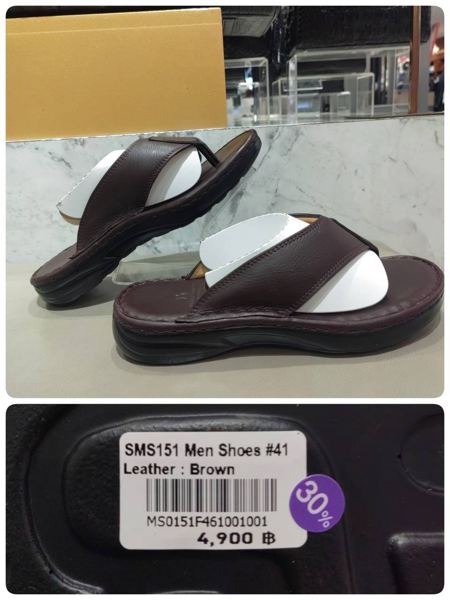 SMS151 Men Shoes #41
Leather : Brown
MS0151F461001001
4,900 ฿
30%